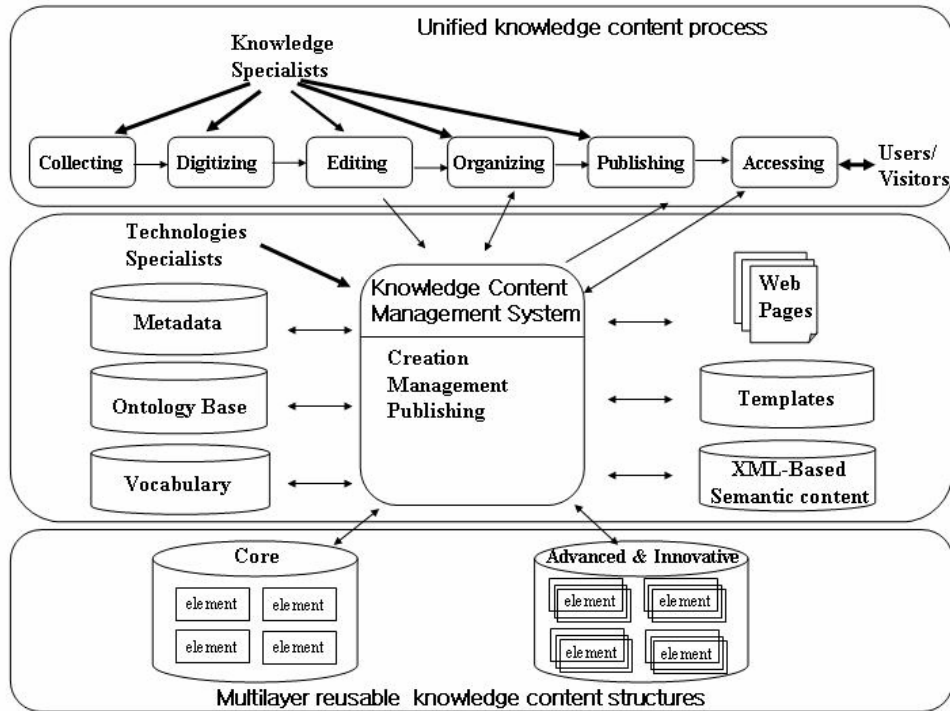 Unified knowledge content process
Knowledge
Specialists
Collecting
Digitizing
Editing
Organizing
Publishing
Accessing
Users/
Visitors
Technologies
Specialists
Knowledge Content
Management System
Creation
Management
Publishing
Metadata
Ontology Base
Vocabulary
Web
Pages
Templates
XML-Based
Semantic content
Core
element
element
element
element
Advanced & Innovative
element
element
element
element
Multilayer reusable knowledge content structures